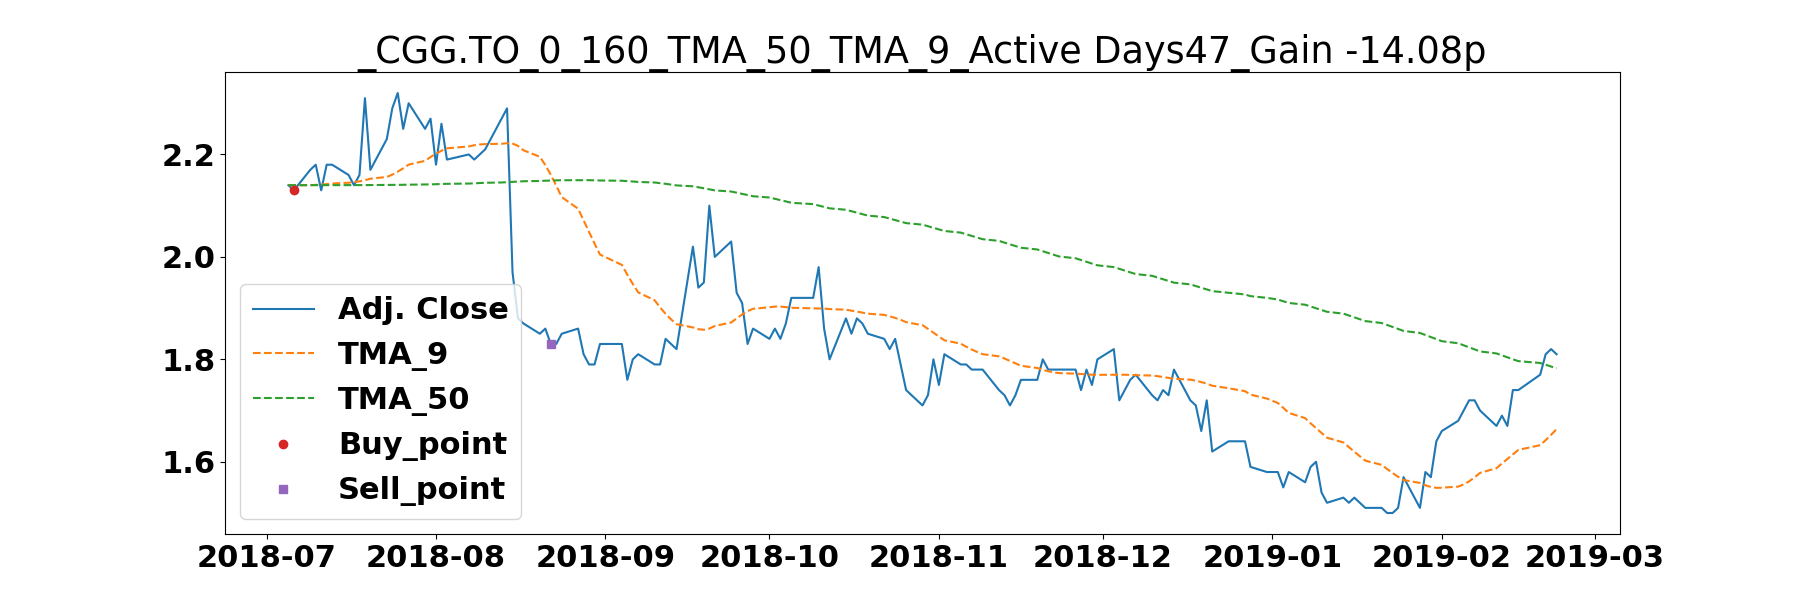 _CGG.TO_0_160_TMA_50_TMA_9_Active Days47_Gain -14.08p
2.2
2.0
1.8
1.6
Adj. Close
TMA_9
TMA_50
Buy_point
Sell_point
2018-07 2018-08 2018-09 2018-10 2018-11 2018-12 2019-01 2019-02 2019-03